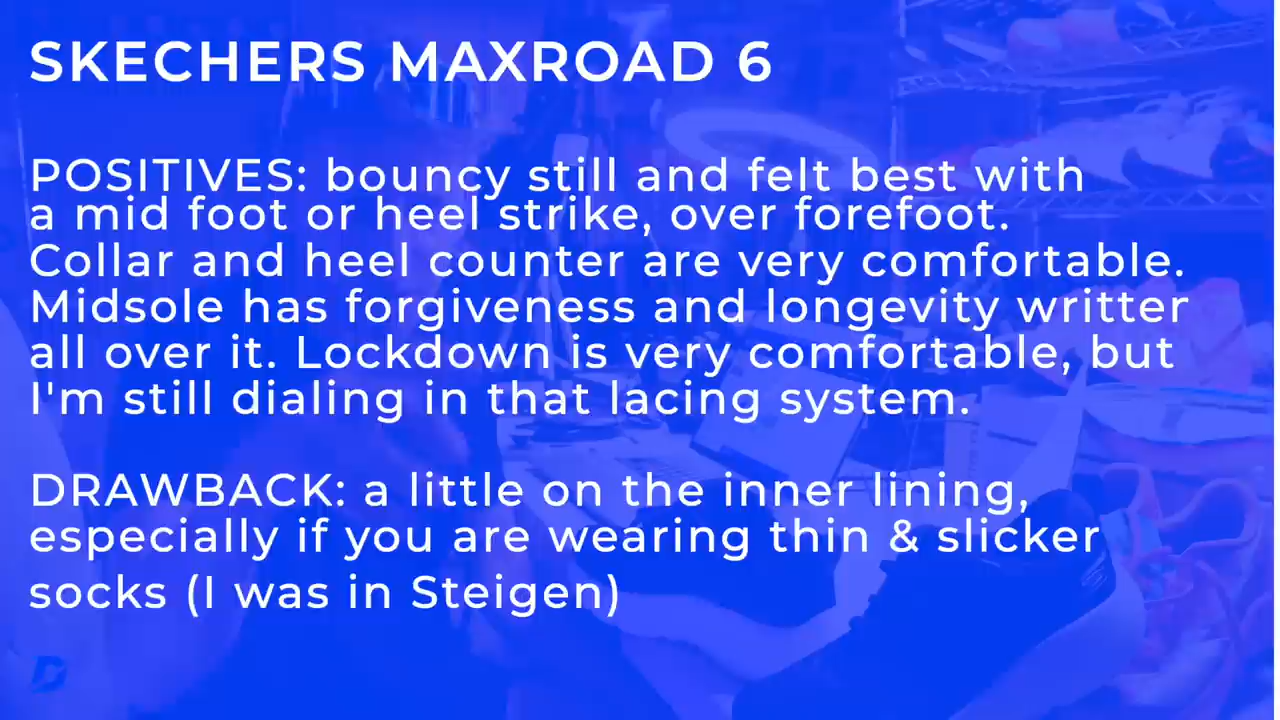 SKECHERS MAXROAD 6
POSITIVES: bouncy still and felt best with
a mid foot or heel strike, over forefoot.
Collar and heel counter are very comfortable.
Midsole has forgiveness and longevity writter
all over it. Lockdown is very comfortable, but
I'm still dialing in that lacing system.
DRAWBACK: a little on the inner lining,
especially if you are wearing thin & slicker
socks (I was in Steigen)